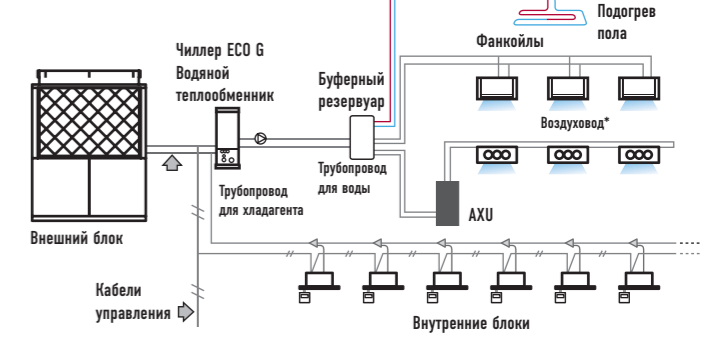 Подогрев
пола
Фанкойлы
Чиллер ECO G
Водяной
теплообменник
Буферный
резервуар
Воздуховод*
Трубопровод
для воды
Трубопровод
для хладагента
AXU
Внешний блок
Кабели
управления
Внутренние блоки